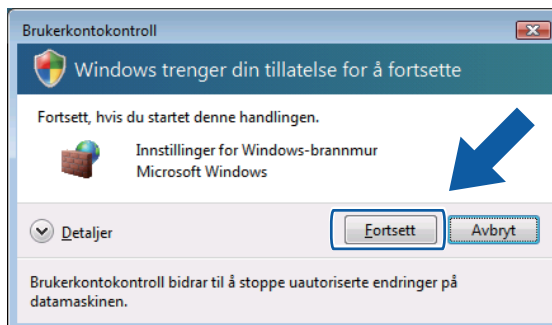 Brukerkontokontroll
Windows trenger din tillatelse for å fortsette
Fortsett, hvis du startet denne handlingen.
Innstillinger for Windows-brannmur
Microsoft Windows
Detaljer
Fortsett
Avbryt
Brukerkontokontroll bidrar til å stoppe uautoriserte endringer på
datamaskinen.